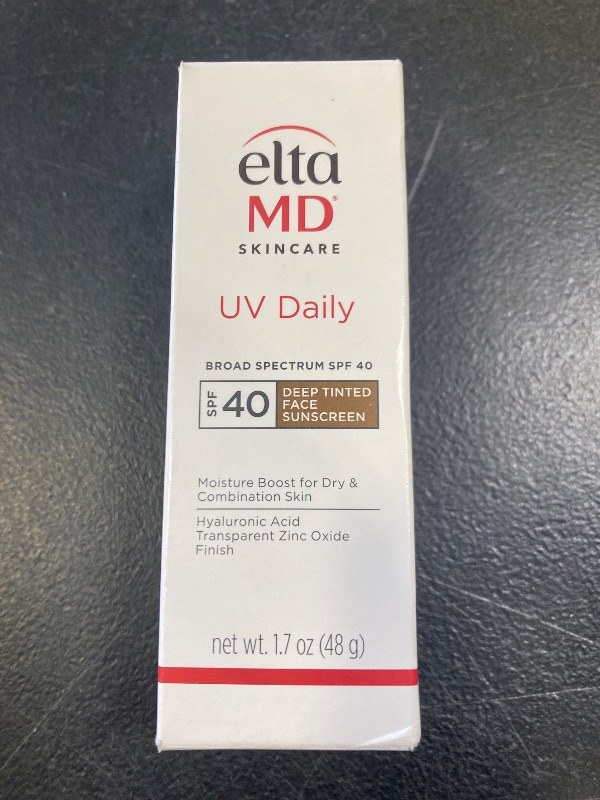 elta
MD®
SKINCARE
UV Daily
BROAD SPECTRUM SPF 40
SPF 40 DEEP TINTED
FACE
SUNSCREEN
Moisture Boost for Dry &
Combination Skin
Hyaluronic Acid
Transparent Zinc Oxide
Finish
net wt. 1.7 oz (48 g)